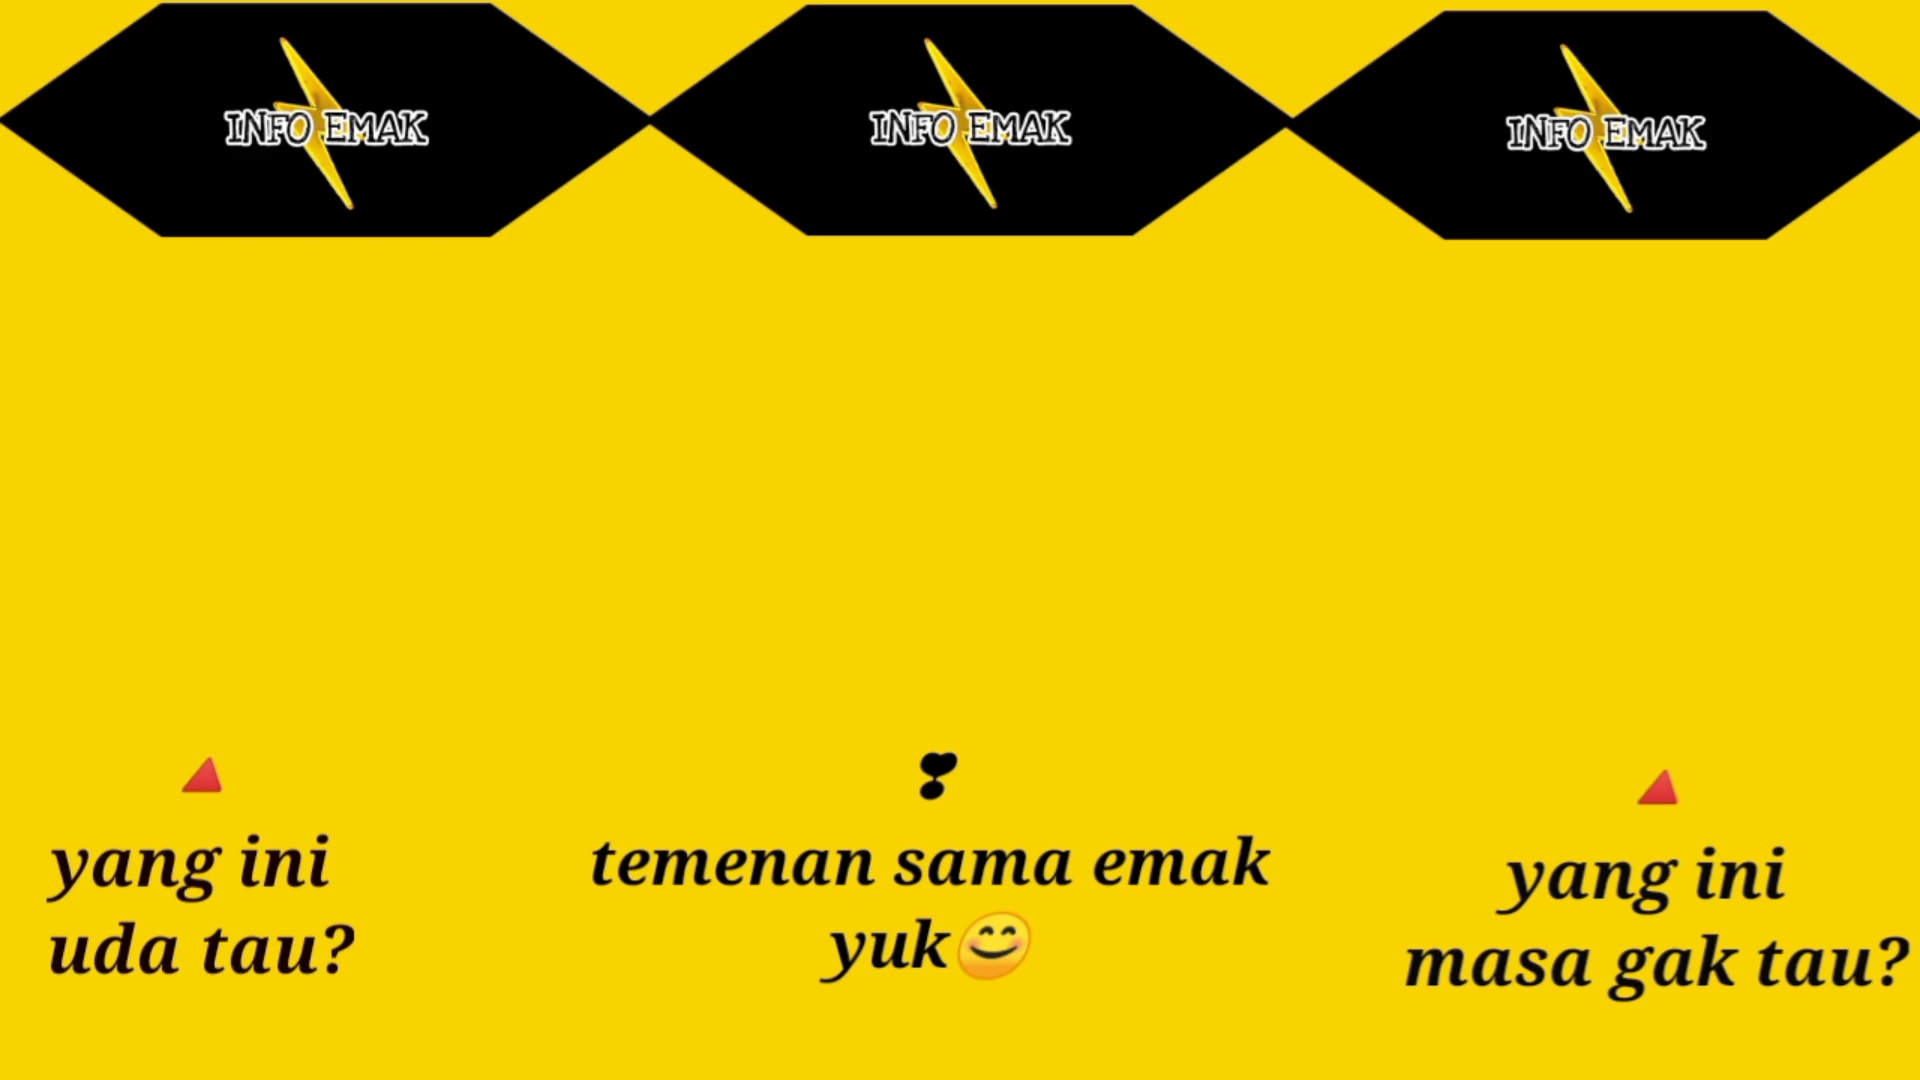 INFO EMAK
INFO EMAK
INFO EMAK
🔺
yang ini
uda tau?
❣
temenan sama emak
yuk😊
🔺
yang ini
masa gak tau?